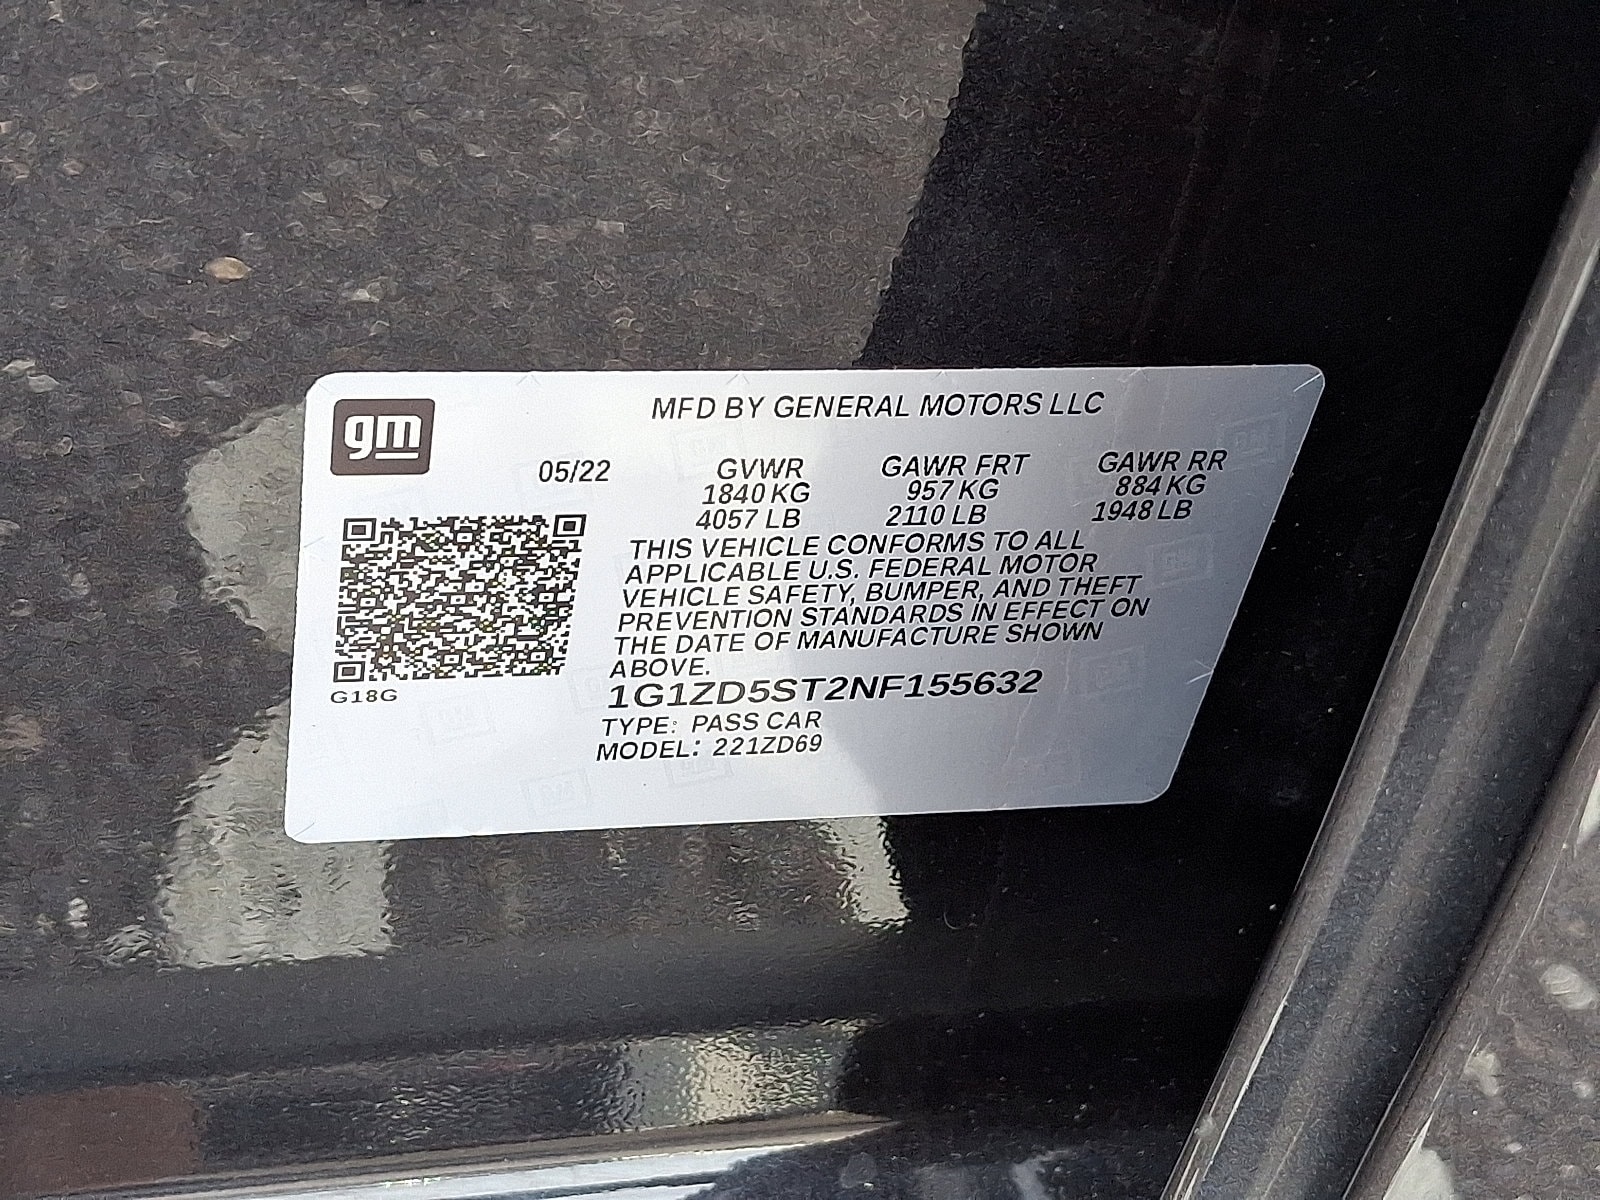 gm
MFD BY GENERAL MOTORS LLC
05/22 GVWR GAWR FRT GAWR RR
1840 KG 957 KG 884 KG
4057 LB 2110 LB 1948 LB
THIS VEHICLE CONFORMS TO ALL
APPLICABLE U.S. FEDERAL MOTOR
VEHICLE SAFETY, BUMPER, AND THEFT
PREVENTION STANDARDS IN EFFECT ON
THE DATE OF MANUFACTURE SHOWN
ABOVE.
1G1ZD5ST2NF155632
G18G
TYPE: PASS CAR
MODEL: 221ZD69